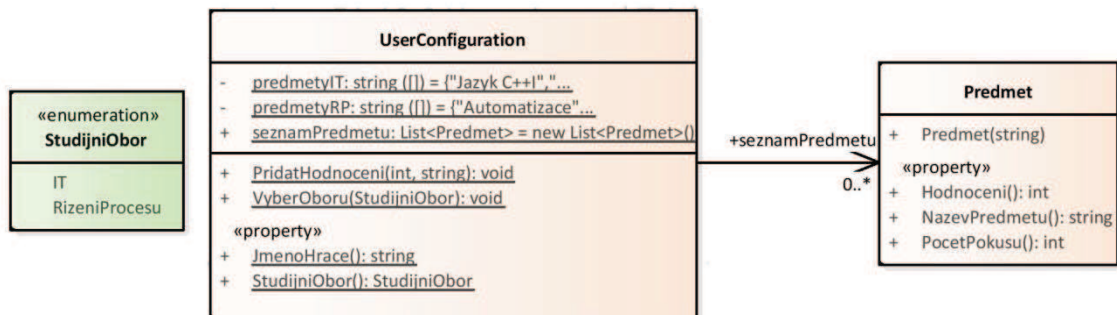 «enumeration»
StudijniObor
IT
RizeniProcesu
UserConfiguration
- predmetyIT: string ([]) = {"Jazyk C++I","...
- predmetyRP: string ([]) = {"Automatizace"...
+ seznamPredmetu: List<Predmet> = new List<Predmet>()
+ PridatHodnoceni(int, string): void
+ VyberOboru(StudijniObor): void
«property»
+ JmenoHrace(): string
+ StudijniObor(): StudijniObor
+seznamPredmetu
0..*
Predmet
+ Predmet(string)
«property»
+ Hodnoceni(): int
+ NazevPredmetu(): string
+ PocetPokusu(): int